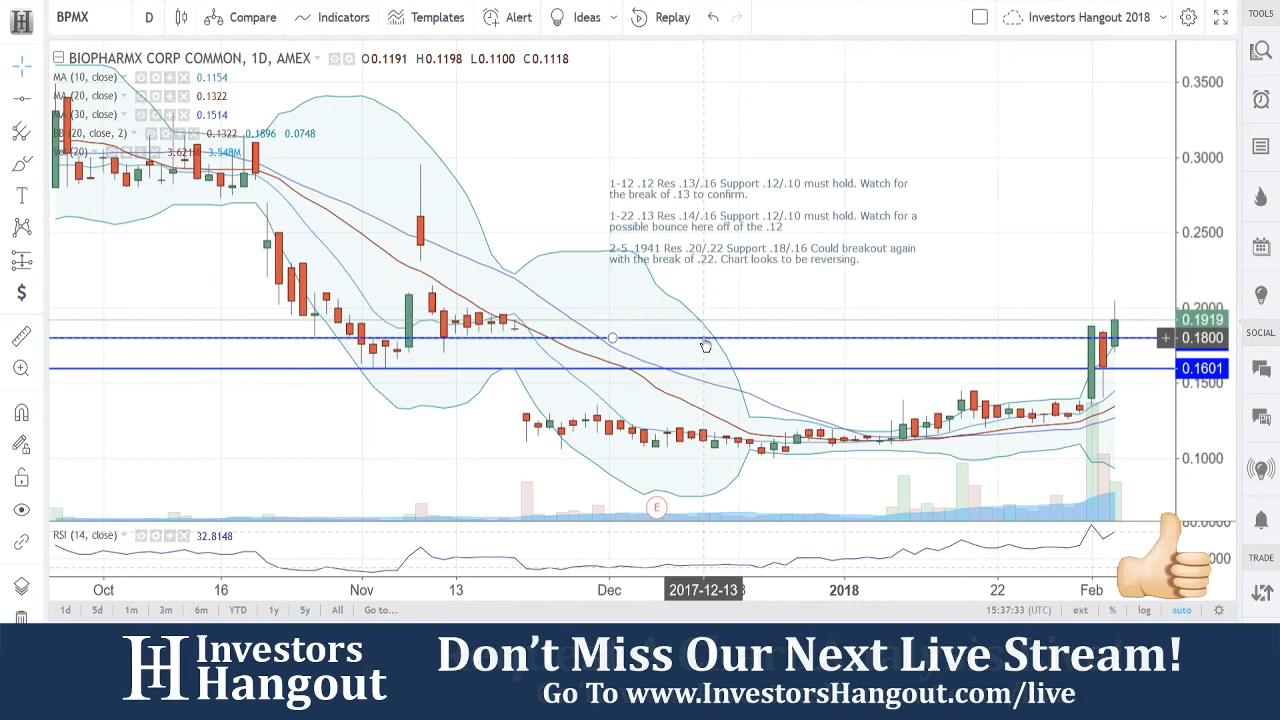 BPMX D Compare Indicators Templates Alert Ideas Replay Investors Hangout 2018 TOOLS
BIOPHARMX CORP COMMON, 1D, AMEX O0.1191 H0.1198 L0.1100 C0.1118
MA (10, close) 0.1154
MA (20, close) 0.1322
MA (30, close) 0.1514
BB (20, close, 2) 0.1322 0.1896 0.0748
Vol (20) 3.621M 3.548M
0.3500
0.3000
0.2500
0.2000
0.1919
0.1800
0.1601
0.1500
0.1000
1-12 .12 Res .13/.16 Support .12/.10 must hold. Watch for
the break of .13 to confirm.
1-22 .13 Res .14/.16 Support .12/.10 must hold. Watch for a
possible bounce here off of the .12
2-5 .1941 Res .20/.22 Support .18/.16 Could breakout again
with the break of .22. Chart looks to be reversing.
SOCIAL
E
RSI (14, close) 32.8148
TRADE
Oct 16 Nov 13 Dec 2017-12-13 2018 22 Feb
1d 5d 1m 3m 6m YTD 1y 5y All Go to... 15:37:33 (UTC) ext % log auto
Investors
Hangout
Don't Miss Our Next Live Stream!
Go To www.InvestorsHangout.com/live